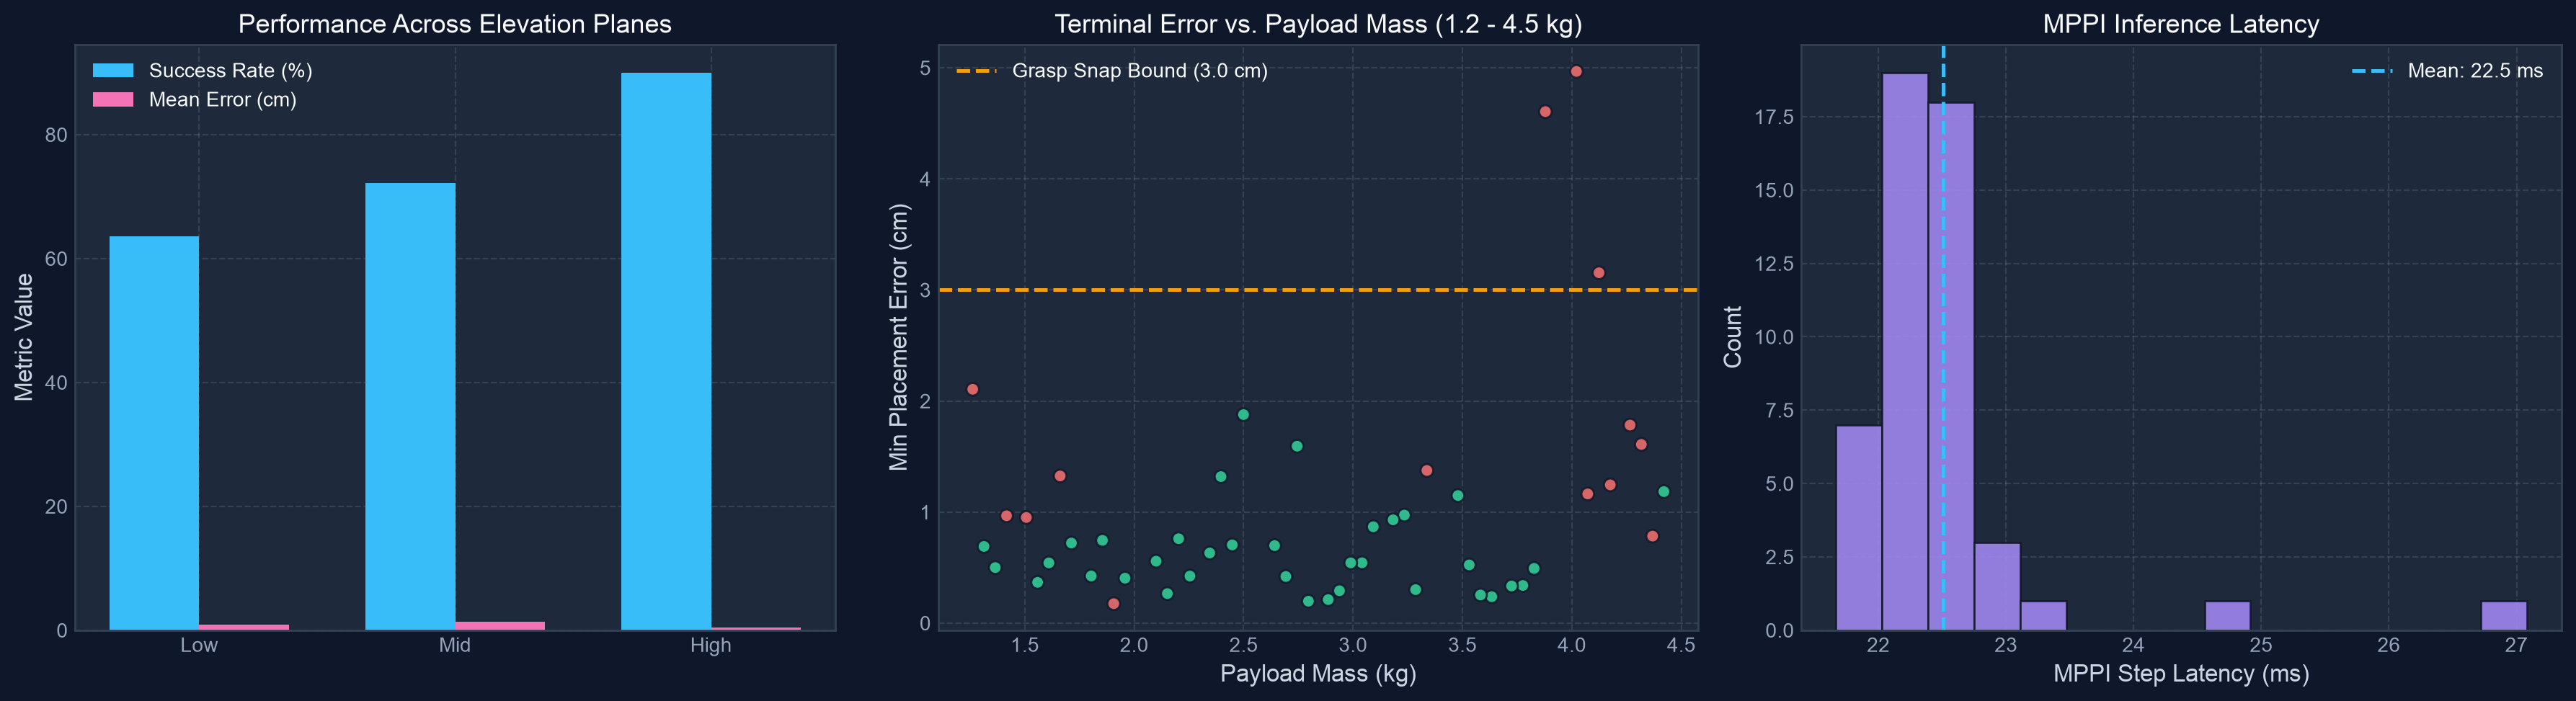 Performance Across Elevation Planes
Success Rate (%)
Mean Error (cm)
Metric Value
80
60
40
20
0
Low
Mid
High
Terminal Error vs. Payload Mass (1.2 - 4.5 kg)
Grasp Snap Bound (3.0 cm)
Min Placement Error (cm)
5
4
3
2
1
0
1.5
2.0
2.5
3.0
3.5
4.0
4.5
Payload Mass (kg)
MPPI Inference Latency
Mean: 22.5 ms
Count
17.5
15.0
12.5
10.0
7.5
5.0
2.5
0.0
22
23
24
25
26
27
MPPI Step Latency (ms)